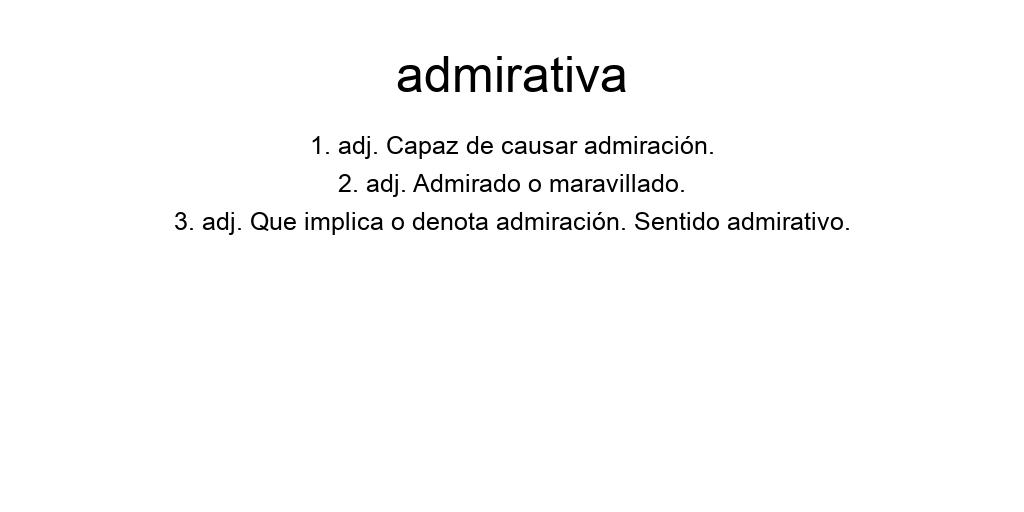 admirativa
1. adj. Capaz de causar admiración.
2. adj. Admirado o maravillado.
3. adj. Que implica o denota admiración. Sentido admirativo.